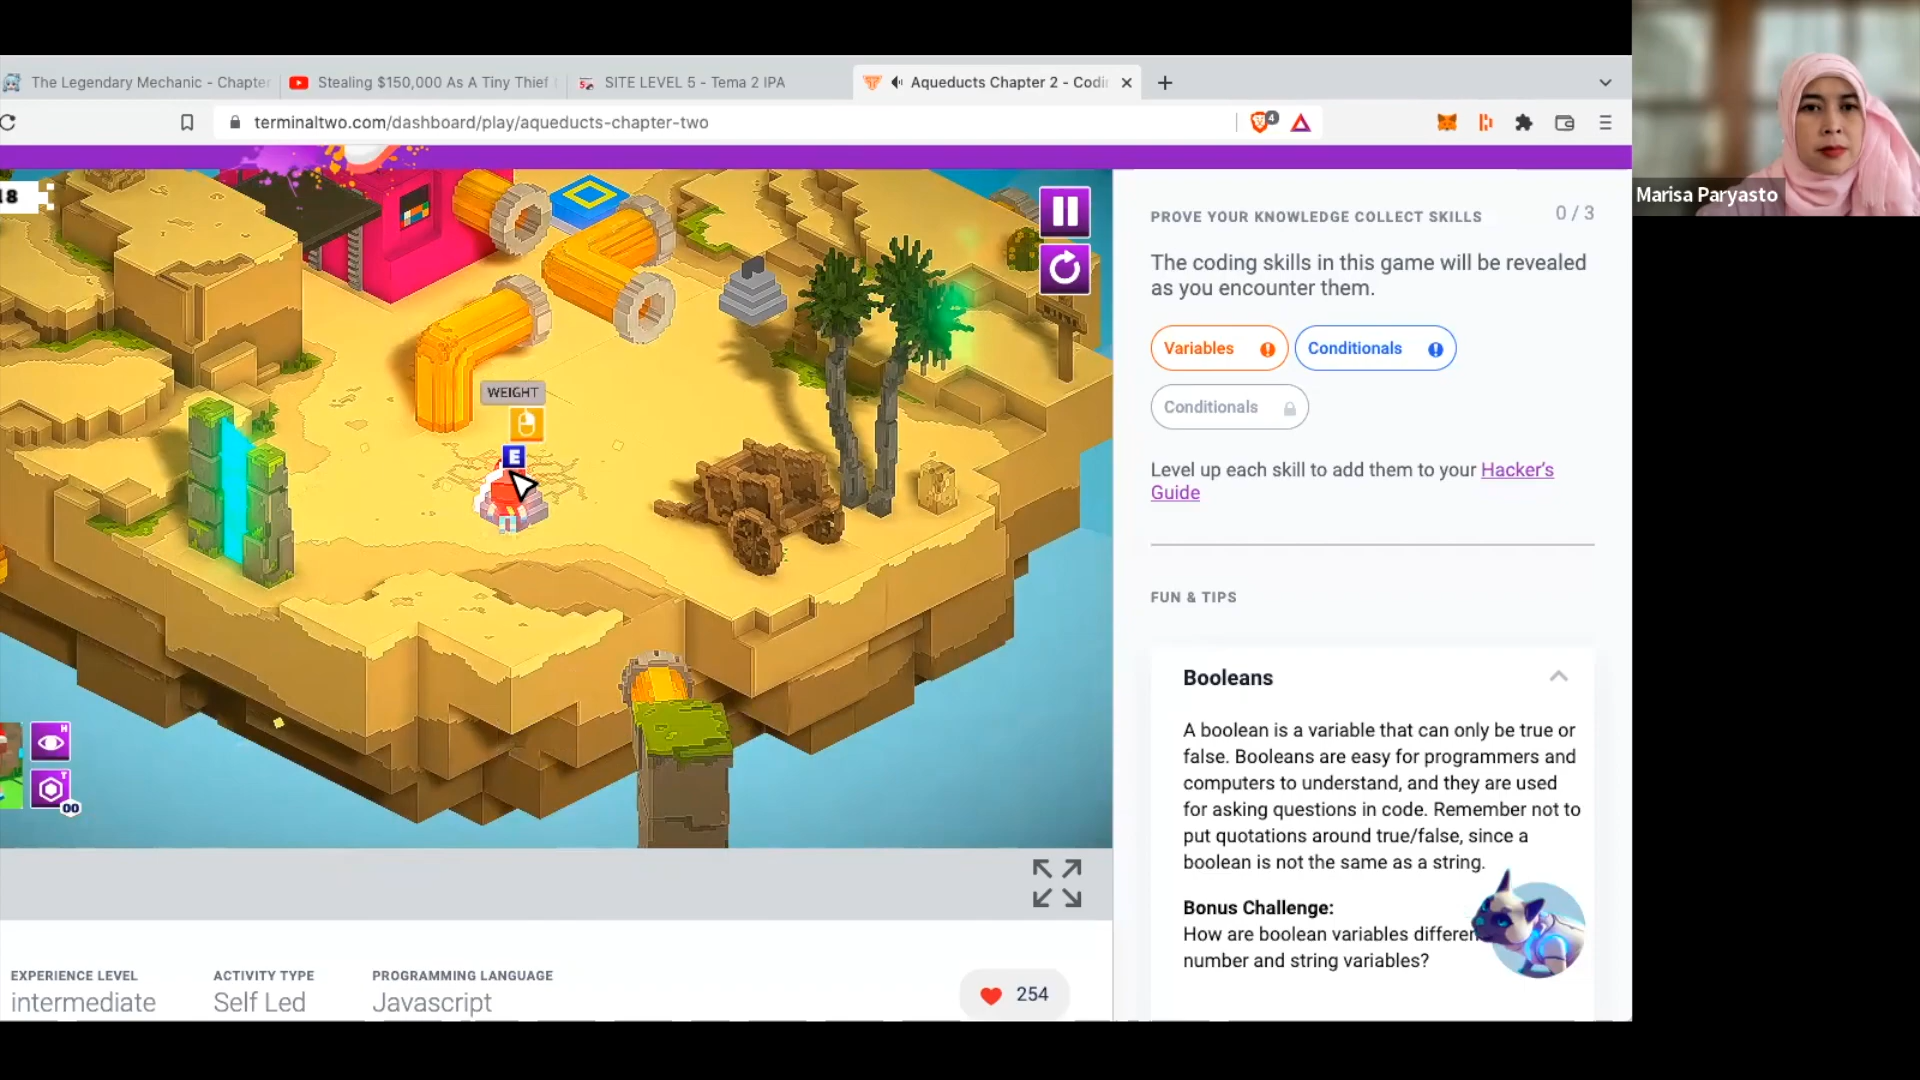 The Legendary Mechanic - Chapter
Stealing $150,000 As A Tiny Thief
SITE LEVEL 5 - Tema 2 IPA
Aqueducts Chapter 2 - Codin
terminaltwo.com/dashboard/play/aqueducts-chapter-two
4
Marisa Paryasto
18
PROVE YOUR KNOWLEDGE COLLECT SKILLS
0 / 3
The coding skills in this game will be revealed
as you encounter them.
Variables
Conditionals
Conditionals
Level up each skill to add them to your Hacker's
Guide
WEIGHT
E
H
T
00
FUN & TIPS
Booleans
A boolean is a variable that can only be true or
false. Booleans are easy for programmers and
computers to understand, and they are used
for asking questions in code. Remember not to
put quotations around true/false, since a
boolean is not the same as a string.
Bonus Challenge:
How are boolean variables differen
number and string variables?
EXPERIENCE LEVEL
intermediate
ACTIVITY TYPE
Self Led
PROGRAMMING LANGUAGE
Javascript
254